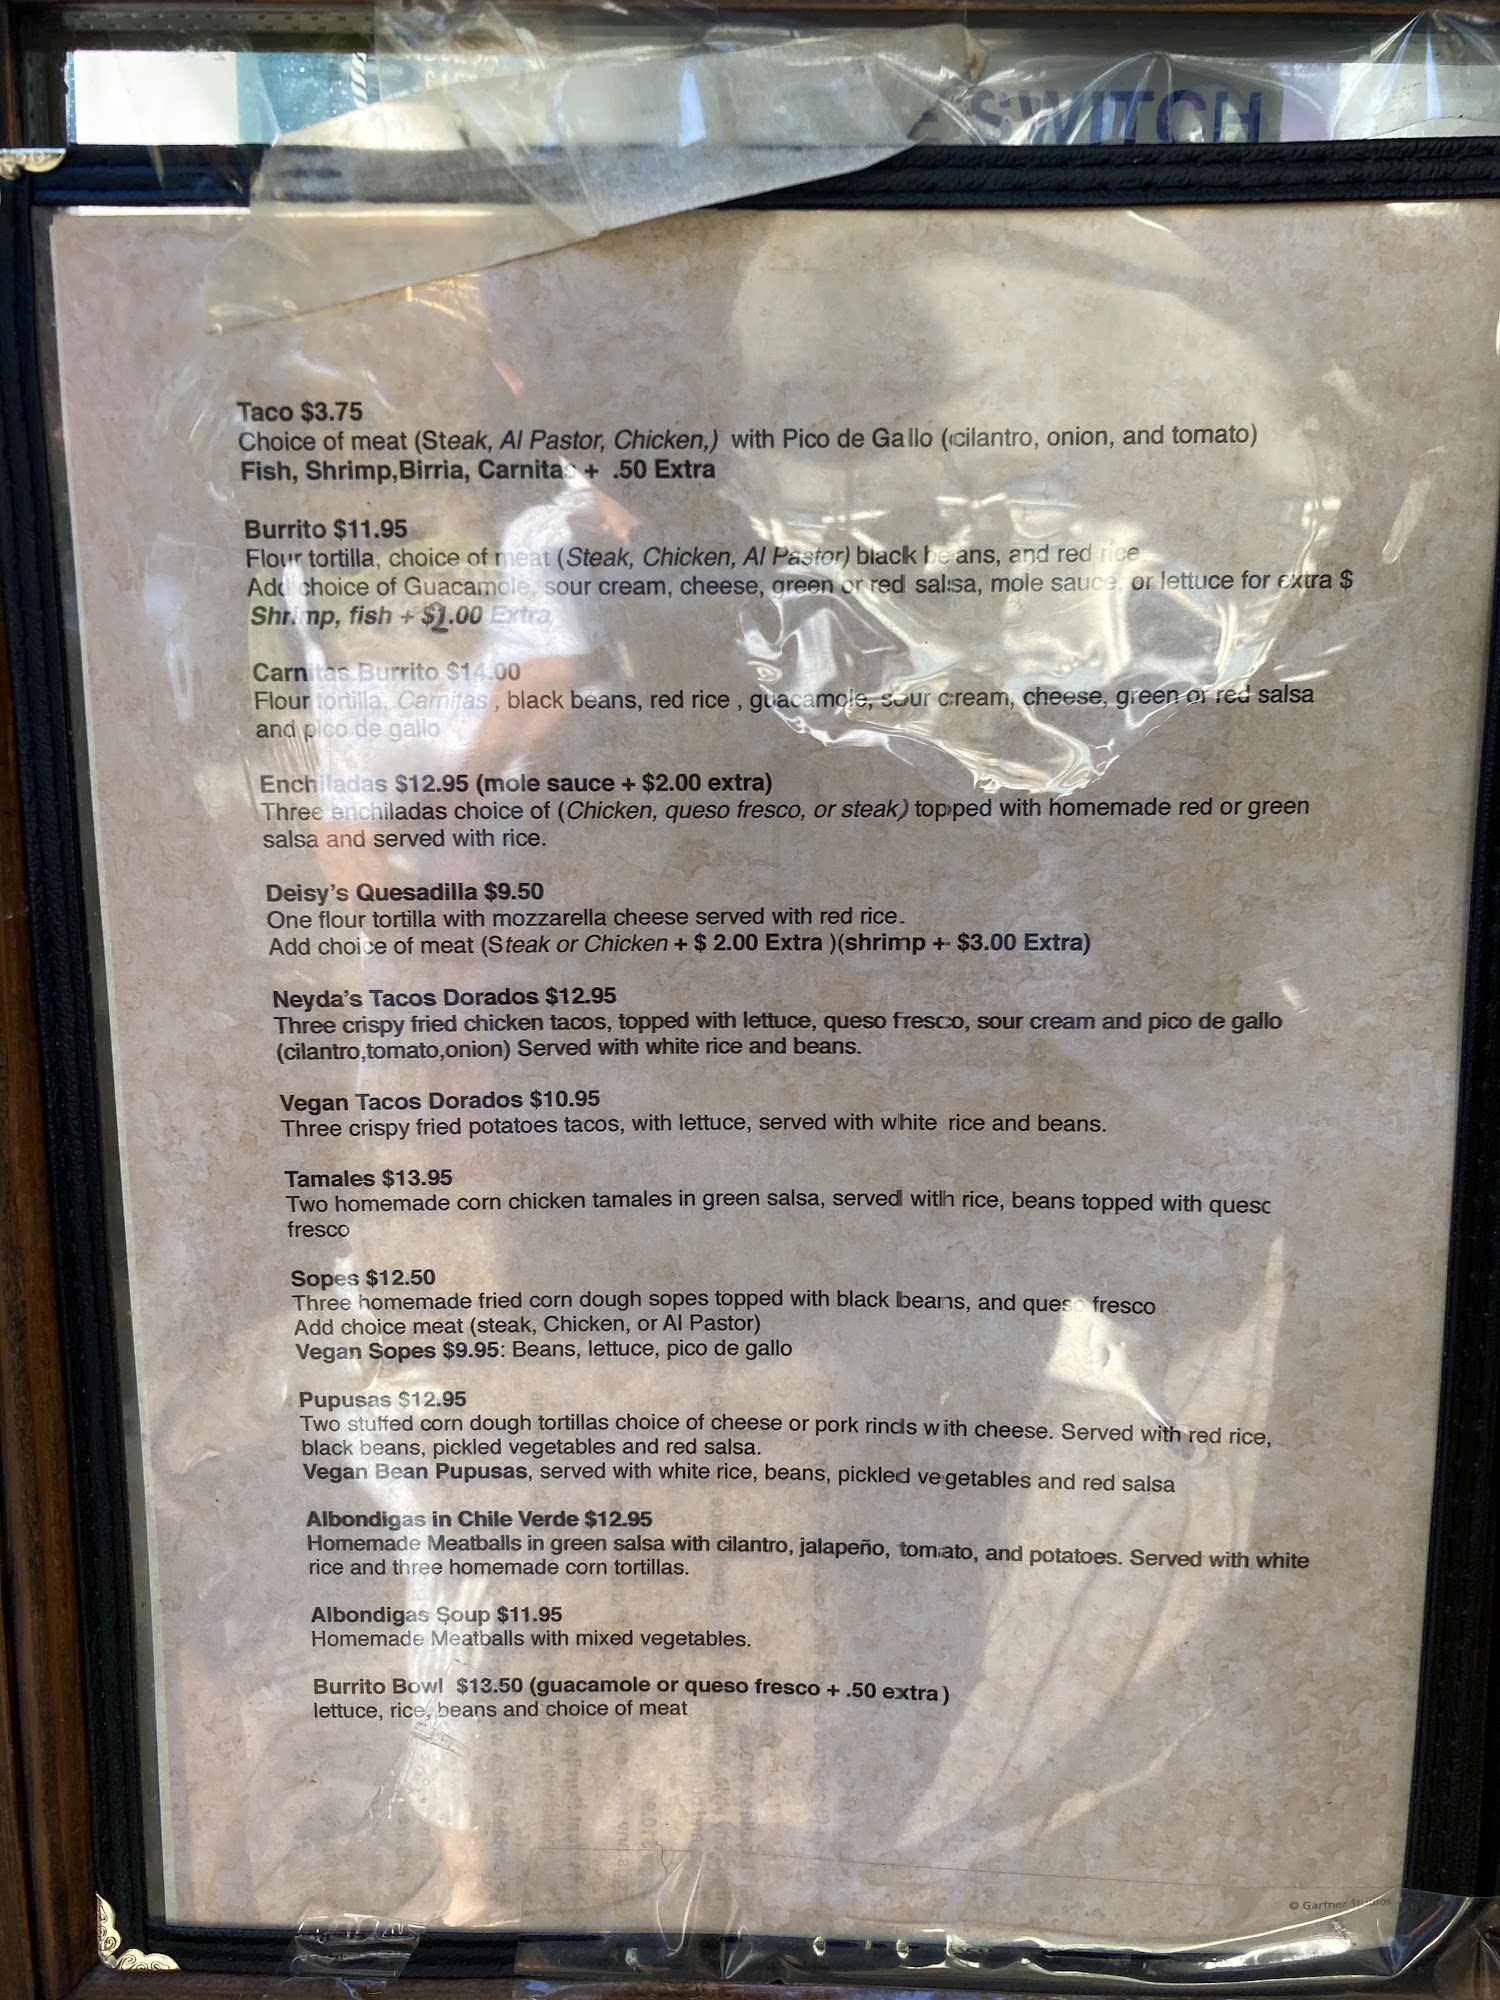 SWITCH
Taco $3.75
Choice of meat (Steak, Al Pastor, Chicken,) with Pico de Gallo (cilantro, onion, and tomato)
Fish, Shrimp,Birria, Carnitas + .50 Extra
Burrito $11.95
Flour tortilla, choice of meat (Steak, Chicken, Al Pastor) black beans, and red rice
Add choice of Guacamole, sour cream, cheese, green or red salsa, mole sauce, or lettuce for extra $
Shrimp, fish + $2.00 Extra
Carnitas Burrito $14.00
Flour tortilla, Carnitas , black beans, red rice , guacamole, sour cream, cheese, green or red salsa
and pico de gallo
Enchiladas $12.95 (mole sauce + $2.00 extra)
Three enchiladas choice of (Chicken, queso fresco, or steak) topped with homemade red or green
salsa and served with rice.
Deisy's Quesadilla $9.50
One flour tortilla with mozzarella cheese served with red rice.
Add choice of meat (Steak or Chicken + $ 2.00 Extra )(shrimp + $3.00 Extra)
Neyda's Tacos Dorados $12.95
Three crispy fried chicken tacos, topped with lettuce, queso fresco, sour cream and pico de gallo
(cilantro,tomato,onion) Served with white rice and beans.
Vegan Tacos Dorados $10.95
Three crispy fried potatoes tacos, with lettuce, served with white rice and beans.
Tamales $13.95
Two homemade corn chicken tamales in green salsa, served with rice, beans topped with queso
fresco
Sopes $12.50
Three homemade fried corn dough sopes topped with black beans, and queso fresco
Add choice meat (steak, Chicken, or Al Pastor)
Vegan Sopes $9.95: Beans, lettuce, pico de gallo
Pupusas $12.95
Two stuffed corn dough tortillas choice of cheese or pork rinds with cheese. Served with red rice,
black beans, pickled vegetables and red salsa.
Vegan Bean Pupusas, served with white rice, beans, pickled vegetables and red salsa
Albondigas in Chile Verde $12.95
Homemade Meatballs in green salsa with cilantro, jalapeño, tomato, and potatoes. Served with white
rice and three homemade corn tortillas.
Albondigas Soup $11.95
Homemade Meatballs with mixed vegetables.
Burrito Bowl $13.50 (guacamole or queso fresco + .50 extra)
lettuce, rice, beans and choice of meat
© Gartner Studios